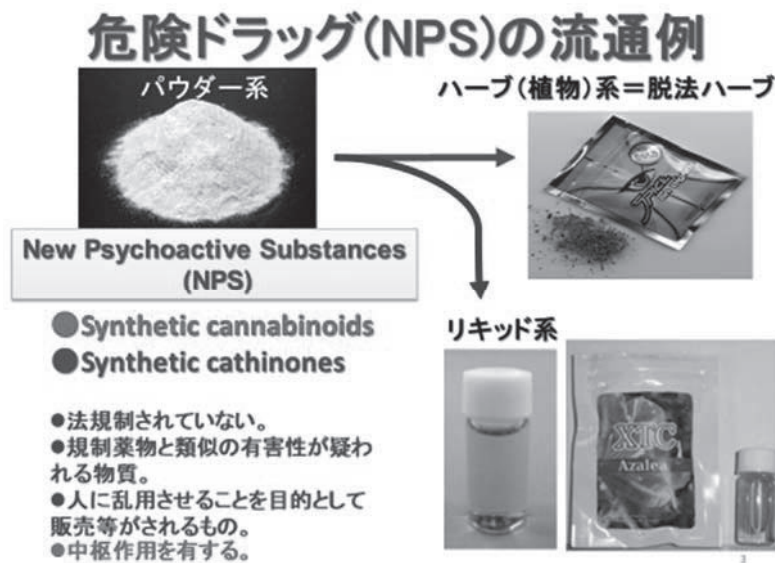 危険ドラッグ(NPS)の流通例
パウダー系
ハーブ(植物)系＝脱法ハーブ
New Psychoactive Substances
(NPS)
●Synthetic cannabinoids
●Synthetic cathinones
●法規制されていない。
●規制薬物と類似の有害性が疑わ
れる物質。
●人に乱用させることを目的として
販売等がされるもの。
●中枢作用を有する。
リキッド系
XTC
Azalea
3